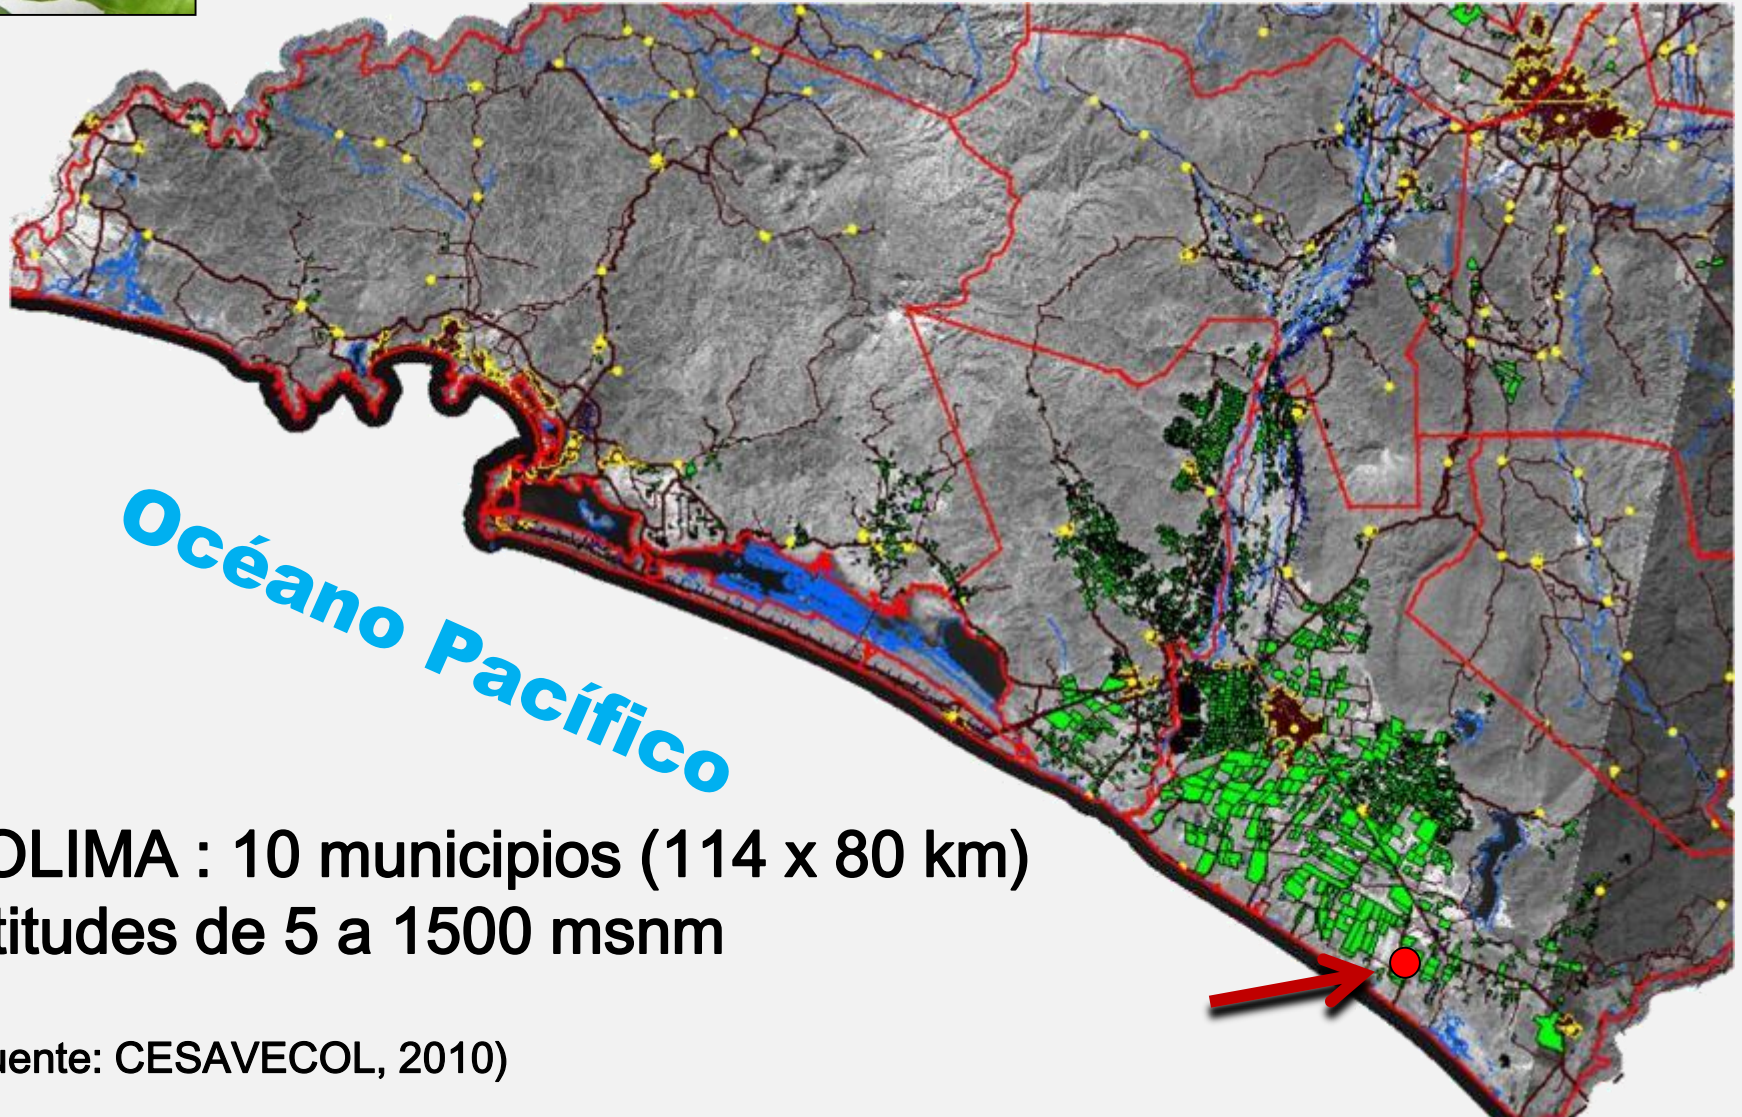 Océano Pacífico
OLIMA : 10 municipios (114 x 80 km)
titudes de 5 a 1500 msnm
uente: CESAVECOL, 2010)